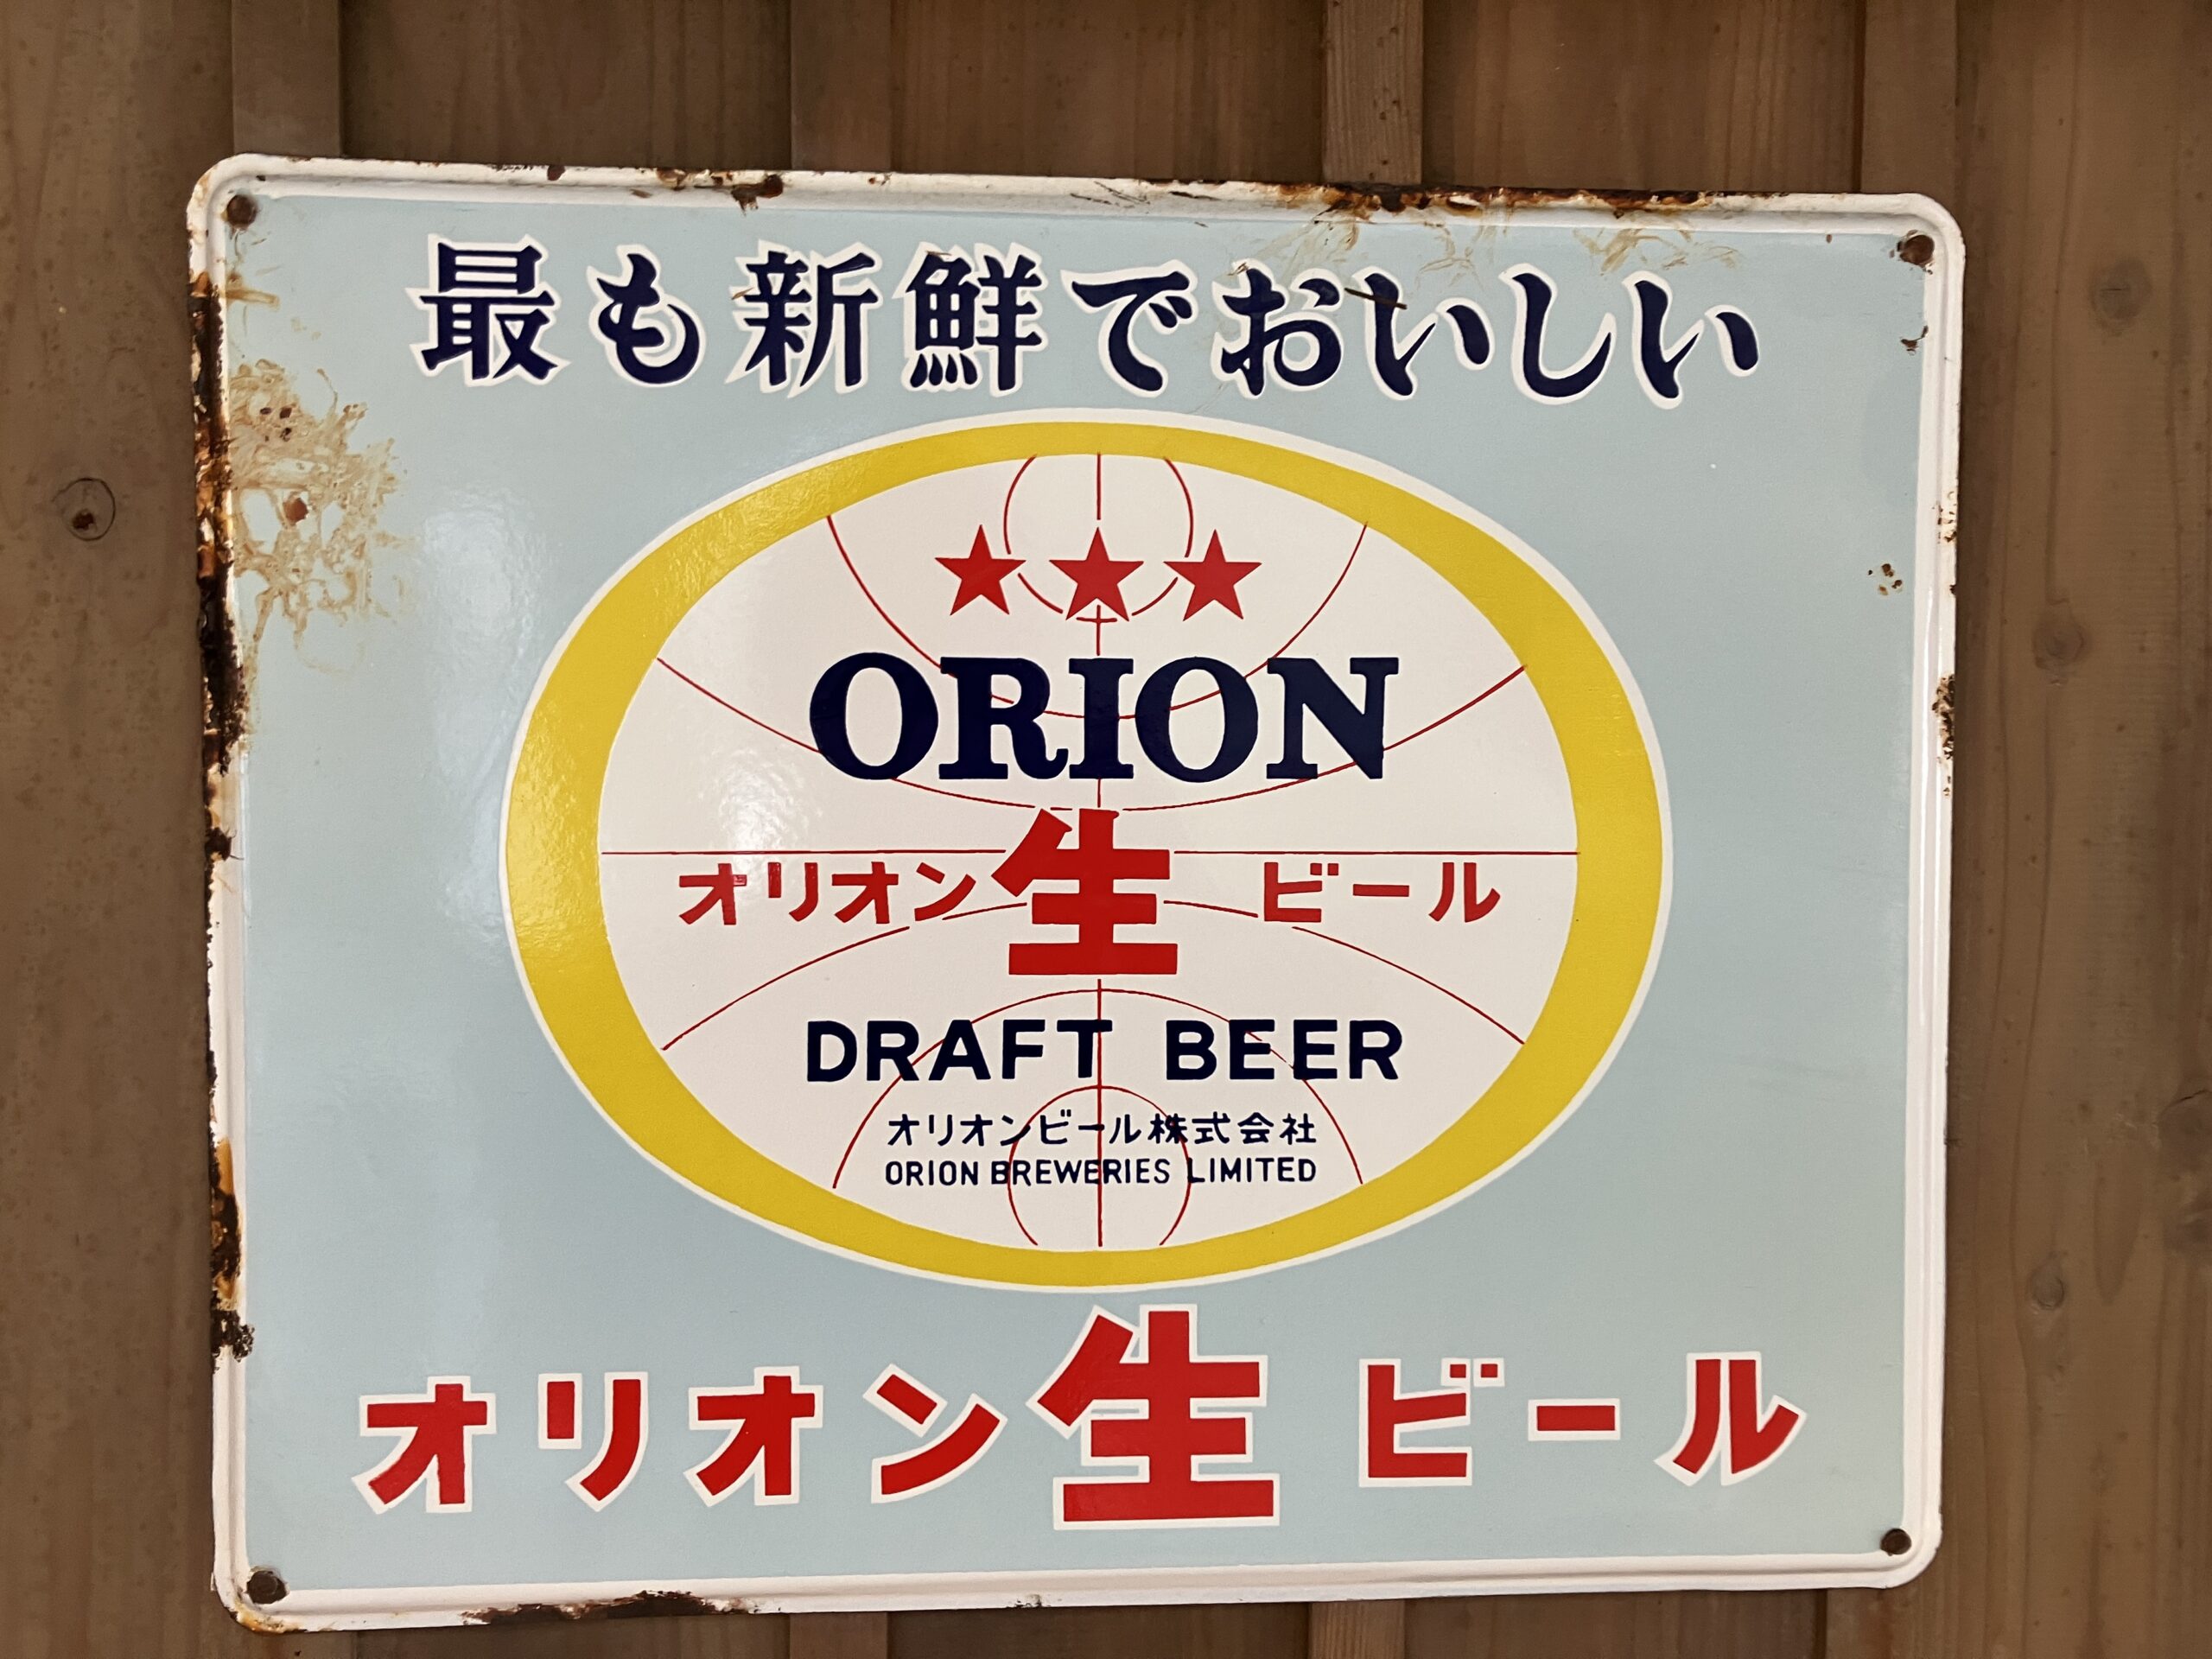 最も新鮮でおいしい
ORION
オリオン生ビール
DRAFT BEER
オリオンビール株式会社
ORION BREWERIES LIMITED
オリオン生ビール